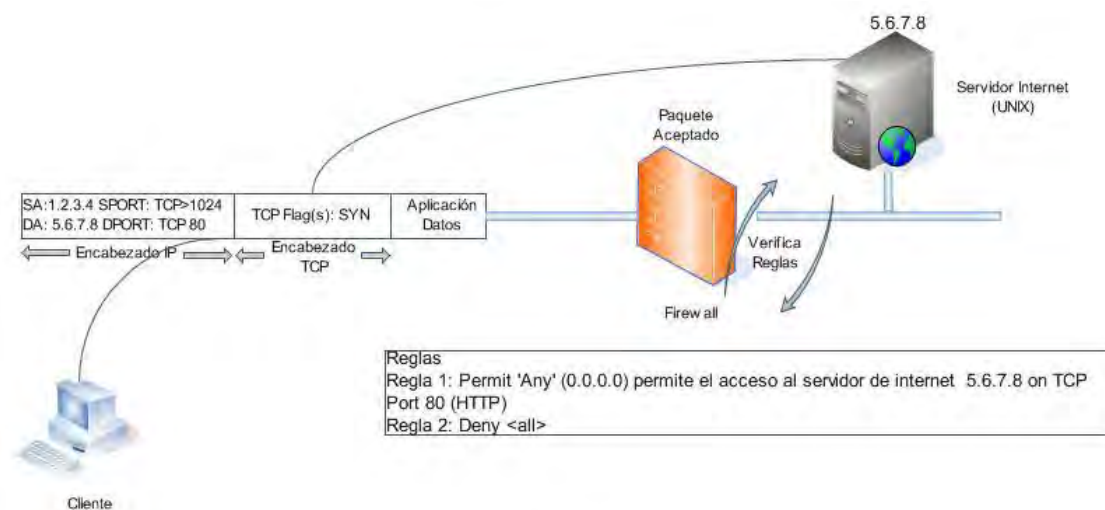 5.6.7.8
Servidor Internet
(UNIX)
Paquete
Aceptado
SA:1.2.3.4 SPORT: TCP>1024
DA: 5.6.7.8 DPORT: TCP 80
TCP Flag(s): SYN
Aplicación
Datos
Encabezado IP
Encabezado
TCP
Verifica
Reglas
Firewall
Reglas
Regla 1: Permit 'Any' (0.0.0.0) permite el acceso al servidor de internet 5.6.7.8 on TCP
Port 80 (HTTP)
Regla 2: Deny <all>
Cliente